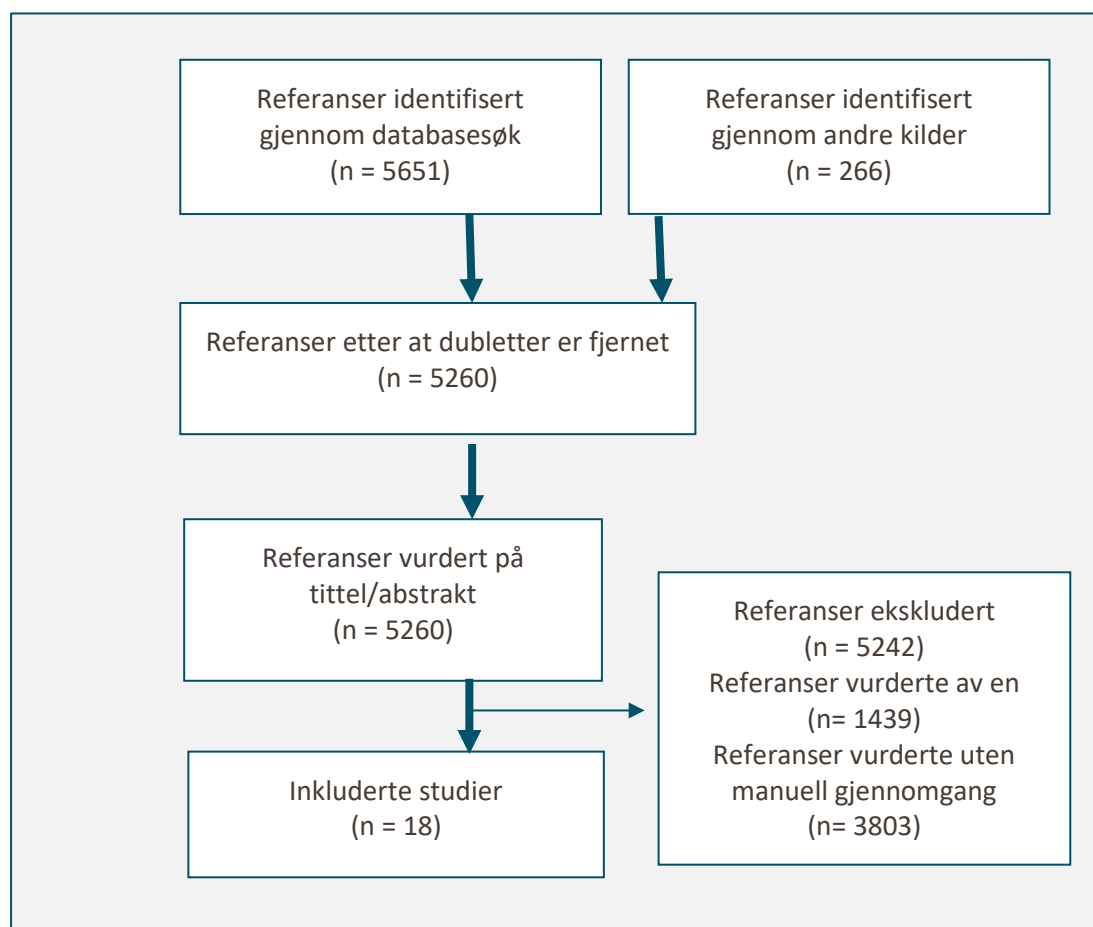 Referanser identifisert
gjennom databasesøk
(n = 5651)
Referanser identifisert
gjennom andre kilder
(n = 266)
Referanser etter at dubletter er fjernet
(n = 5260)
Referanser vurdert på
tittel/abstrakt
(n = 5260)
Referanser ekskludert
(n = 5242)
Referanser vurderte av en
(n= 1439)
Referanser vurderte uten
manuell gjennomgang
(n= 3803)
Inkluderte studier
(n = 18)